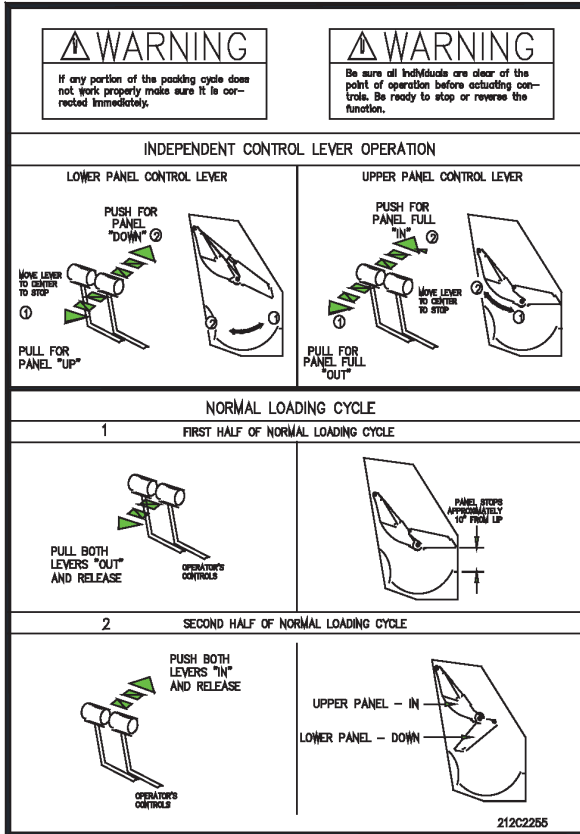 WARNING
If any portion of the packing cycle does
not work properly make sure it is cor-
rected immediately.
WARNING
Be sure all individuals are clear of the
point of operation before actuating con-
trols. Be ready to stop or reverse the
function.
INDEPENDENT CONTROL LEVER OPERATION
LOWER PANEL CONTROL LEVER
PUSH FOR
PANEL
"DOWN" ②
MOVE LEVER
TO CENTER
TO STOP
①
PULL FOR
PANEL "UP"
② ①
UPPER PANEL CONTROL LEVER
PUSH FOR
PANEL FULL
"IN" ②
MOVE LEVER
TO CENTER
TO STOP
①
PULL FOR
PANEL FULL
"OUT"
②
①
NORMAL LOADING CYCLE
1 FIRST HALF OF NORMAL LOADING CYCLE
PULL BOTH
LEVERS "OUT"
AND RELEASE
OPERATOR'S
CONTROLS
PANEL STOPS
APPROXIMATELY
10" FROM LIP
2 SECOND HALF OF NORMAL LOADING CYCLE
PUSH BOTH
LEVERS "IN"
AND RELEASE
OPERATOR'S
CONTROLS
UPPER PANEL - IN
LOWER PANEL - DOWN
212C2255